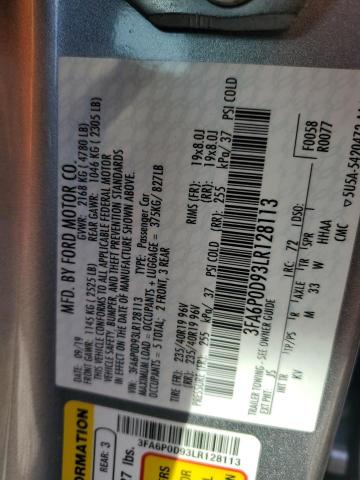 MFD. BY FORD MOTOR CO.
09/19
GVWR: 2168 KG ( 4780 LB)
FRONT GAWR: 1145 KG ( 2525 LB)
REAR GAWR: 1046 KG ( 2305 LB)
THIS VEHICLE CONFORMS TO ALL APPLICABLE FEDERAL MOTOR
VEHICLE SAFETY, BUMPER, AND THEFT PREVENTION STANDARDS
IN EFFECT ON THE DATE OF MANUFACTURE SHOWN ABOVE.
VIN: 3FA6P0D93LR128113
TYPE: Passenger Car
MAXIMUM LOAD = OCCUPANTS + LUGGAGE = 375KG/ 827LB
OCCUPANTS = 5 TOTAL: 2 FRONT, 3 REAR
235/40R19 96V
RIMS (FR): 19x8.0J
235/40R19 96V
(RR): 19x8.0J
PRESSURE (FR): 255 kPa/ 37 PSI COLD
(RR): 255 kPa/ 37 PSI COLD
3FA6P0D93LR128113
F0058
R0077
TRAILER TOWING - SEE OWNER GUIDE
LRC: 72
DSO:
EXT PNT: J5
INT TR
TP/PS
R
AXLE
TR
M
33
W
HHAA
CMC
KV
REAR: 3
3FA6P0D93LR128113